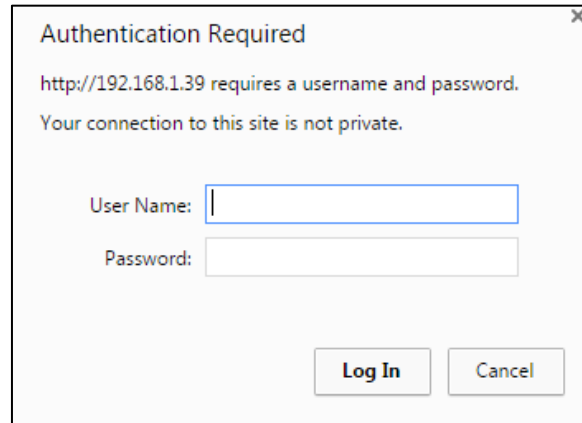 Authentication Required
http://192.168.1.39 requires a username and password.
Your connection to this site is not private.
User Name:
Password:
Log In Cancel